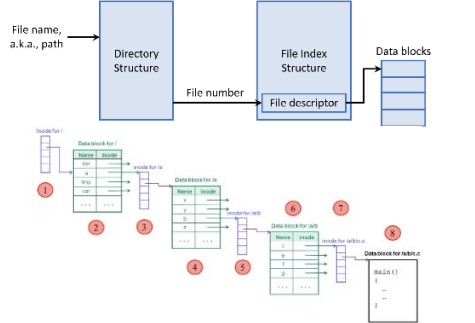 File name,
a.k.a., path
Directory
Structure
File number
File Index
Structure
File descriptor
Data blocks
Inode for /
1
Data block for /
Name Inode
bin
a
tmp
usr
... ...
2
Inode for /a
3
Data block for /a
Name Inode
x
y
b
z
... ...
4
Inode for /a/b
5
6
Data block for /a/b
Name Inode
c
e
f
g
... ...
7
Inode for /a/b/c.c
8
Data block for /a/b/c.c
main()
{
...
...
}